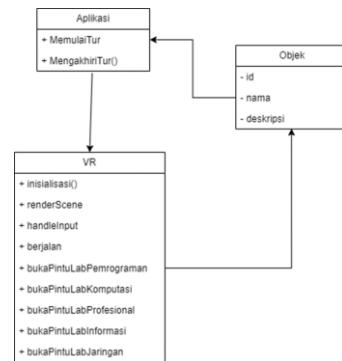 Aplikasi
+ MemulaiTur
+ MengakhiriTur()
Objek
- id
- nama
- deskripsi
VR
+ inisialisasi()
+ renderScene
+ handleInput
+ berjalan
+ bukaPintuLabPemrograman
+ bukaPintuLabKomputasi
+ bukaPintuLabProfesional
+ bukaPintuLabInformasi
+ bukaPintuLabJaringan